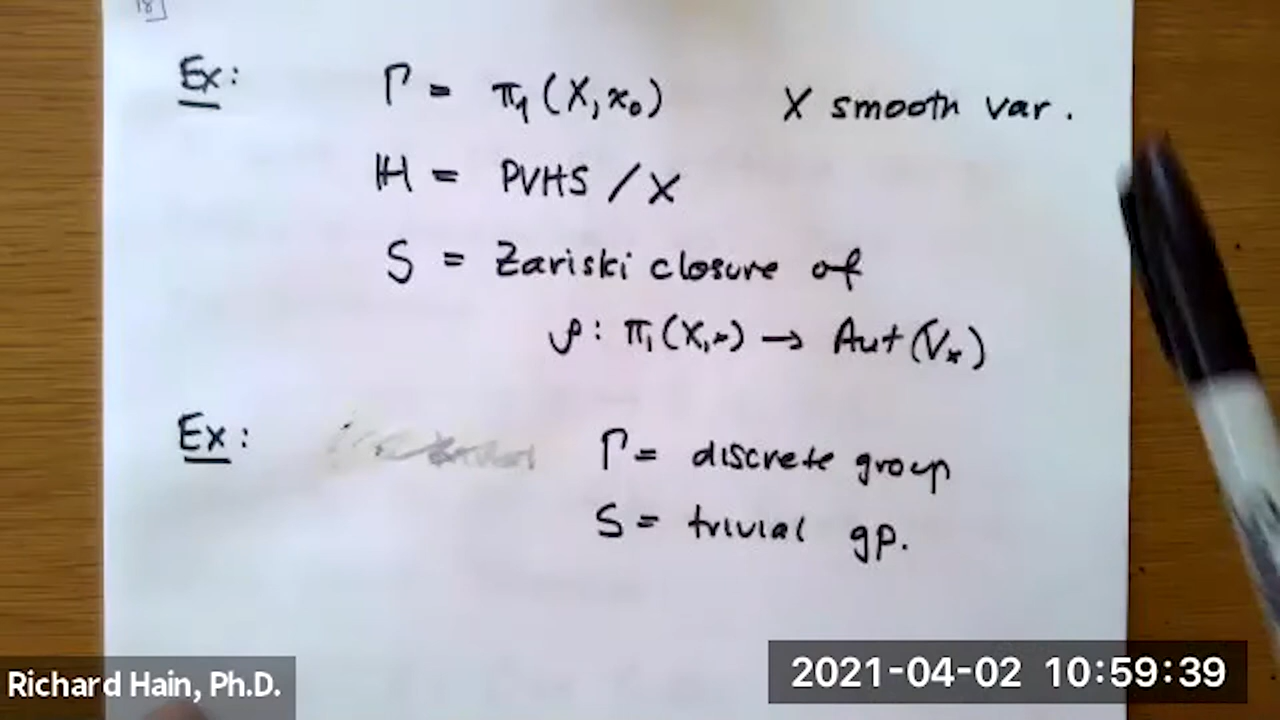 18]
Ex: Γ = π₁(X,x₀) X smooth var.
ℍ = PVHS / X
S = Zariski closure of
ρ: π₁(X,*) → Aut(Vₓ)
Ex: Γ = discrete group
S = trivial gp.
Richard Hain, Ph.D.
2021-04-02 10:59:39